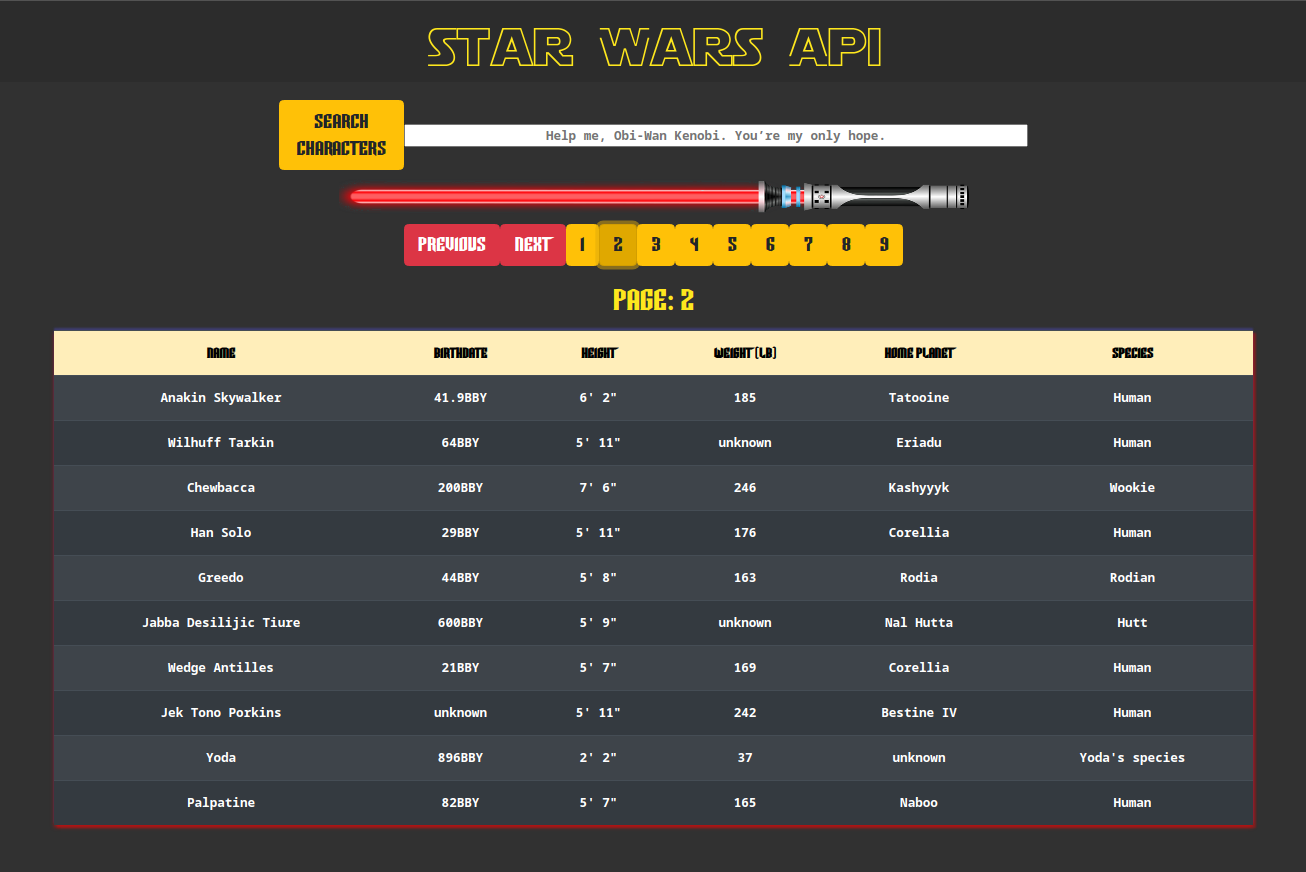 STAR WARS API
SEARCH
CHARACTERS
Help me, Obi-Wan Kenobi. You’re my only hope.
PREVIOUS NEXT 1 2 3 4 5 6 7 8 9
PAGE: 2
NAME BIRTHDATE HEIGHT WEIGHT (LB) HOME PLANET SPECIES
Anakin Skywalker 41.9BBY 6' 2" 185 Tatooine Human
Wilhuff Tarkin 64BBY 5' 11" unknown Eriadu Human
Chewbacca 200BBY 7' 6" 246 Kashyyyk Wookie
Han Solo 29BBY 5' 11" 176 Corellia Human
Greedo 44BBY 5' 8" 163 Rodia Rodian
Jabba Desilijic Tiure 600BBY 5' 9" unknown Nal Hutta Hutt
Wedge Antilles 21BBY 5' 7" 169 Corellia Human
Jek Tono Porkins unknown 5' 11" 242 Bestine IV Human
Yoda 896BBY 2' 2" 37 unknown Yoda's species
Palpatine 82BBY 5' 7" 165 Naboo Human